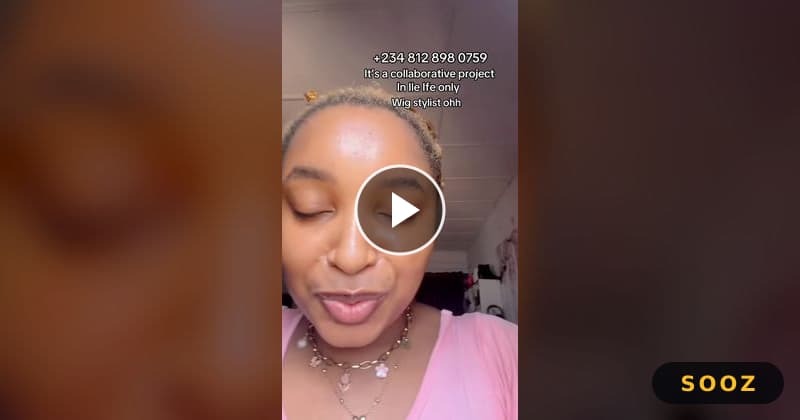 +234 812 898 0759
It's a collaborative project
In Ile Ife only
Wig stylist ohh
SOOZ